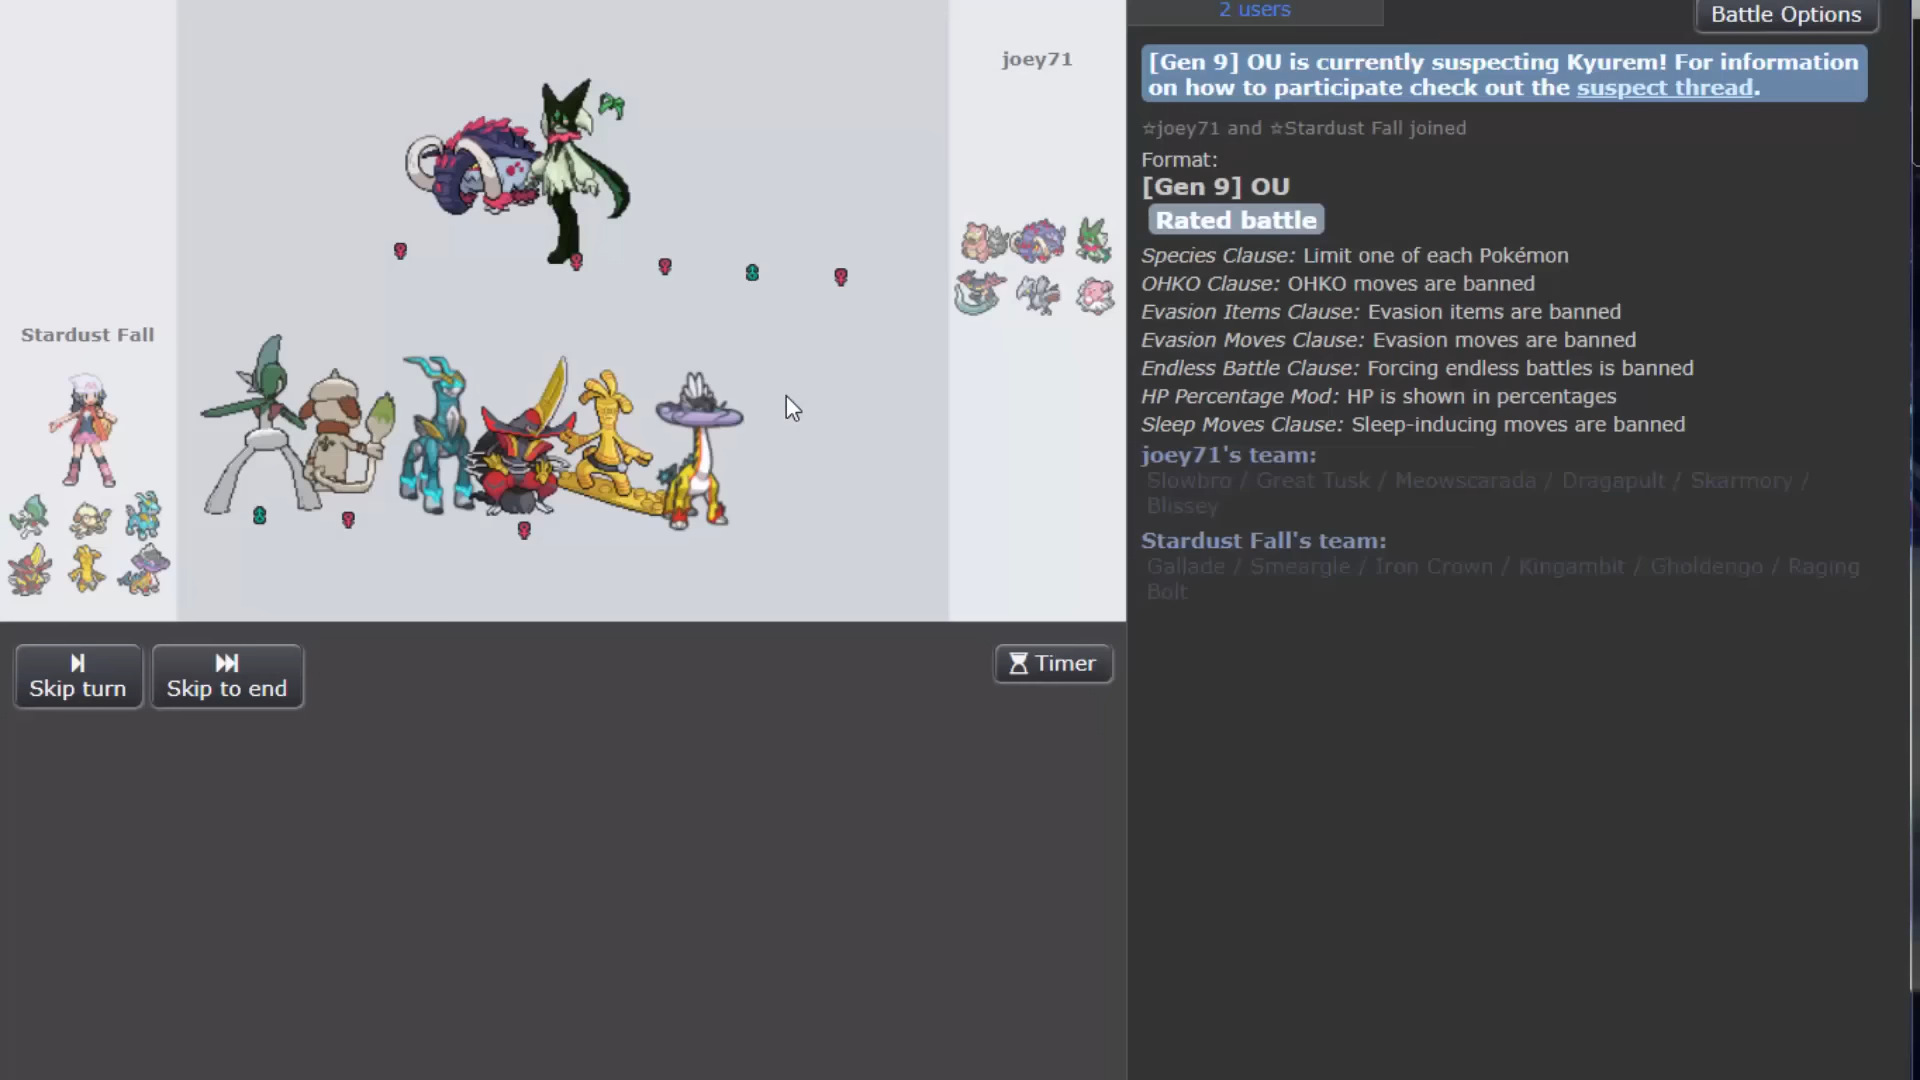 joey71
Stardust Fall
Skip turn
Skip to end
Timer
2 users
Battle Options
[Gen 9] OU is currently suspecting Kyurem! For information
on how to participate check out the suspect thread.
☆joey71 and ☆Stardust Fall joined
Format:
[Gen 9] OU
Rated battle
Species Clause: Limit one of each Pokémon
OHKO Clause: OHKO moves are banned
Evasion Items Clause: Evasion items are banned
Evasion Moves Clause: Evasion moves are banned
Endless Battle Clause: Forcing endless battles is banned
HP Percentage Mod: HP is shown in percentages
Sleep Moves Clause: Sleep-inducing moves are banned
joey71's team:
Slowbro / Great Tusk / Meowscarada / Dragapult / Skarmory /
Blissey
Stardust Fall's team:
Gallade / Smeargle / Iron Crown / Kingambit / Gholdengo / Raging
Bolt